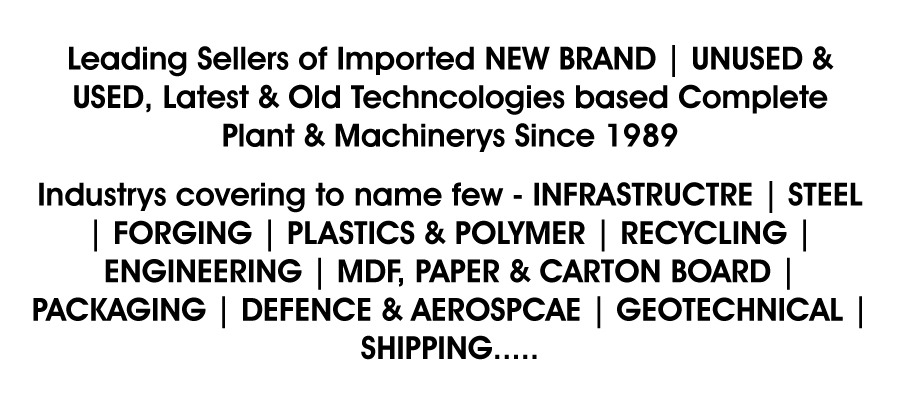 Leading Sellers of Imported NEW BRAND | UNUSED &
USED, Latest & Old Techncologies based Complete
Plant & Machinerys Since 1989
Industrys covering to name few - INFRASTRUCTRE | STEEL
| FORGING | PLASTICS & POLYMER | RECYCLING |
ENGINEERING | MDF, PAPER & CARTON BOARD |
PACKAGING | DEFENCE & AEROSPCAE | GEOTECHNICAL |
SHIPPING.....